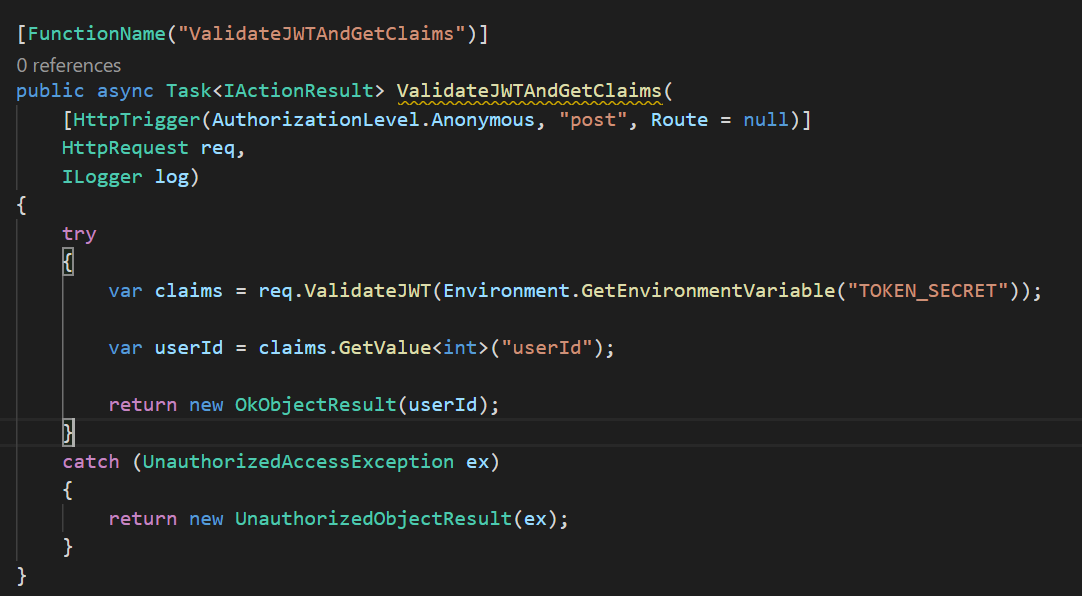 [FunctionName("ValidateJWTAndGetClaims")]
0 references
public async Task<IActionResult> ValidateJWTAndGetClaims(
    [HttpTrigger(AuthorizationLevel.Anonymous, "post", Route = null)]
    HttpRequest req,
    ILogger log)
{
    try
    {
        var claims = req.ValidateJWT(Environment.GetEnvironmentVariable("TOKEN_SECRET"));
        var userId = claims.GetValue<int>("userId");
        return new OkObjectResult(userId);
    }
    catch (UnauthorizedAccessException ex)
    {
        return new UnauthorizedObjectResult(ex);
    }
}